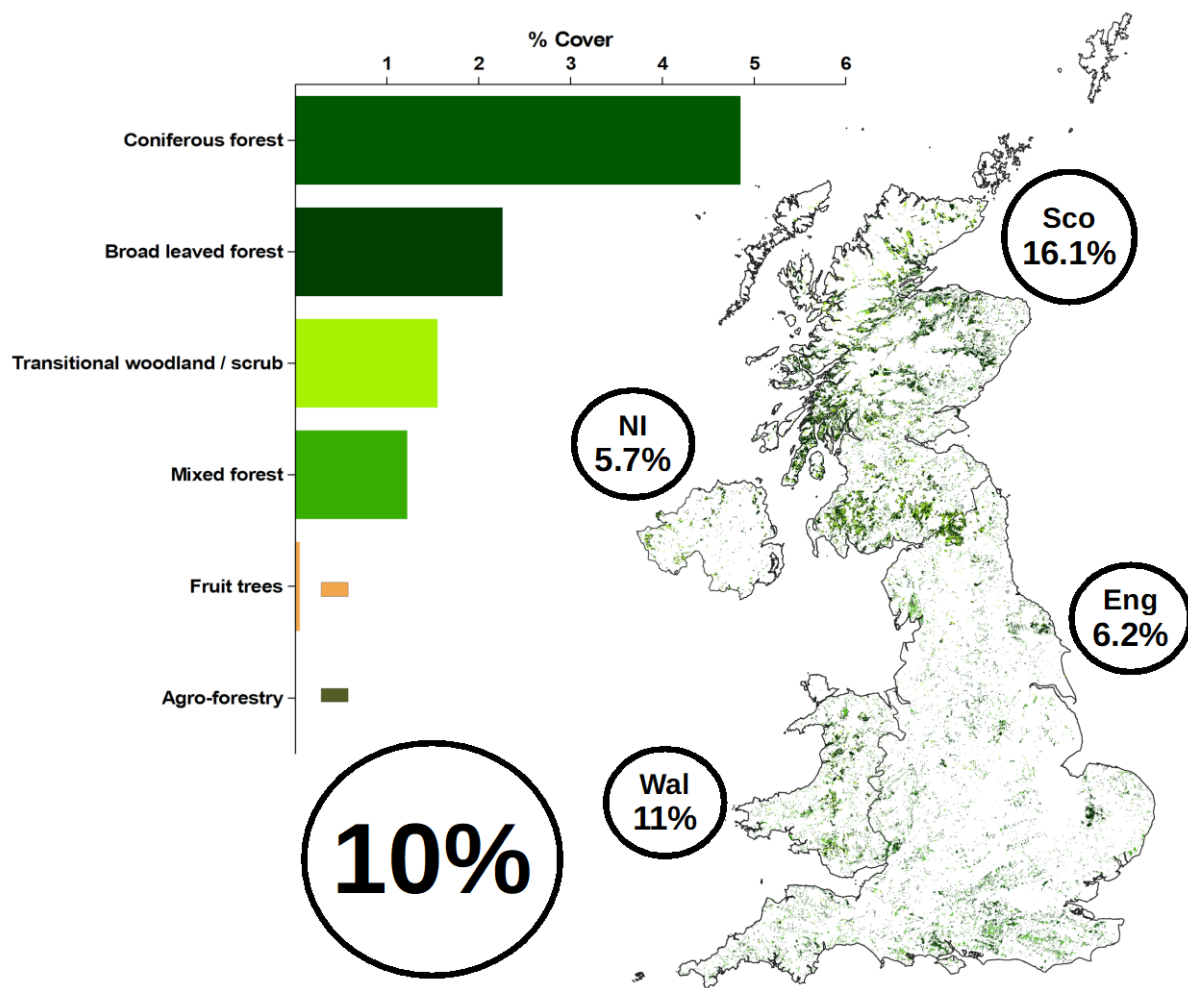 % Cover
1 2 3 4 5 6
Coniferous forest
Broad leaved forest
Transitional woodland / scrub
Mixed forest
Fruit trees
Agro-forestry
Sco
16.1%
NI
5.7%
Eng
6.2%
Wal
11%
10%